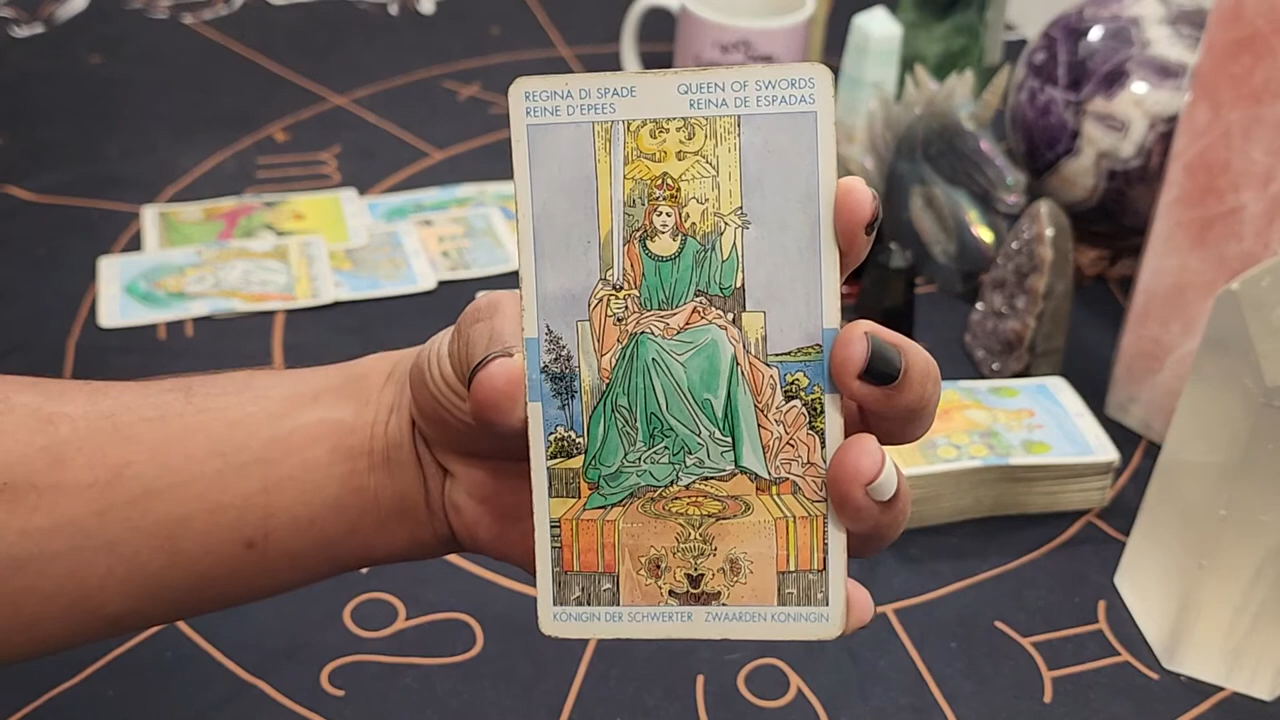 REGINA DI SPADE
REINE D'EPEES
QUEEN OF SWORDS
REINA DE ESPADAS
KÖNIGIN DER SCHWERTER
ZWAARDEN KONINGIN